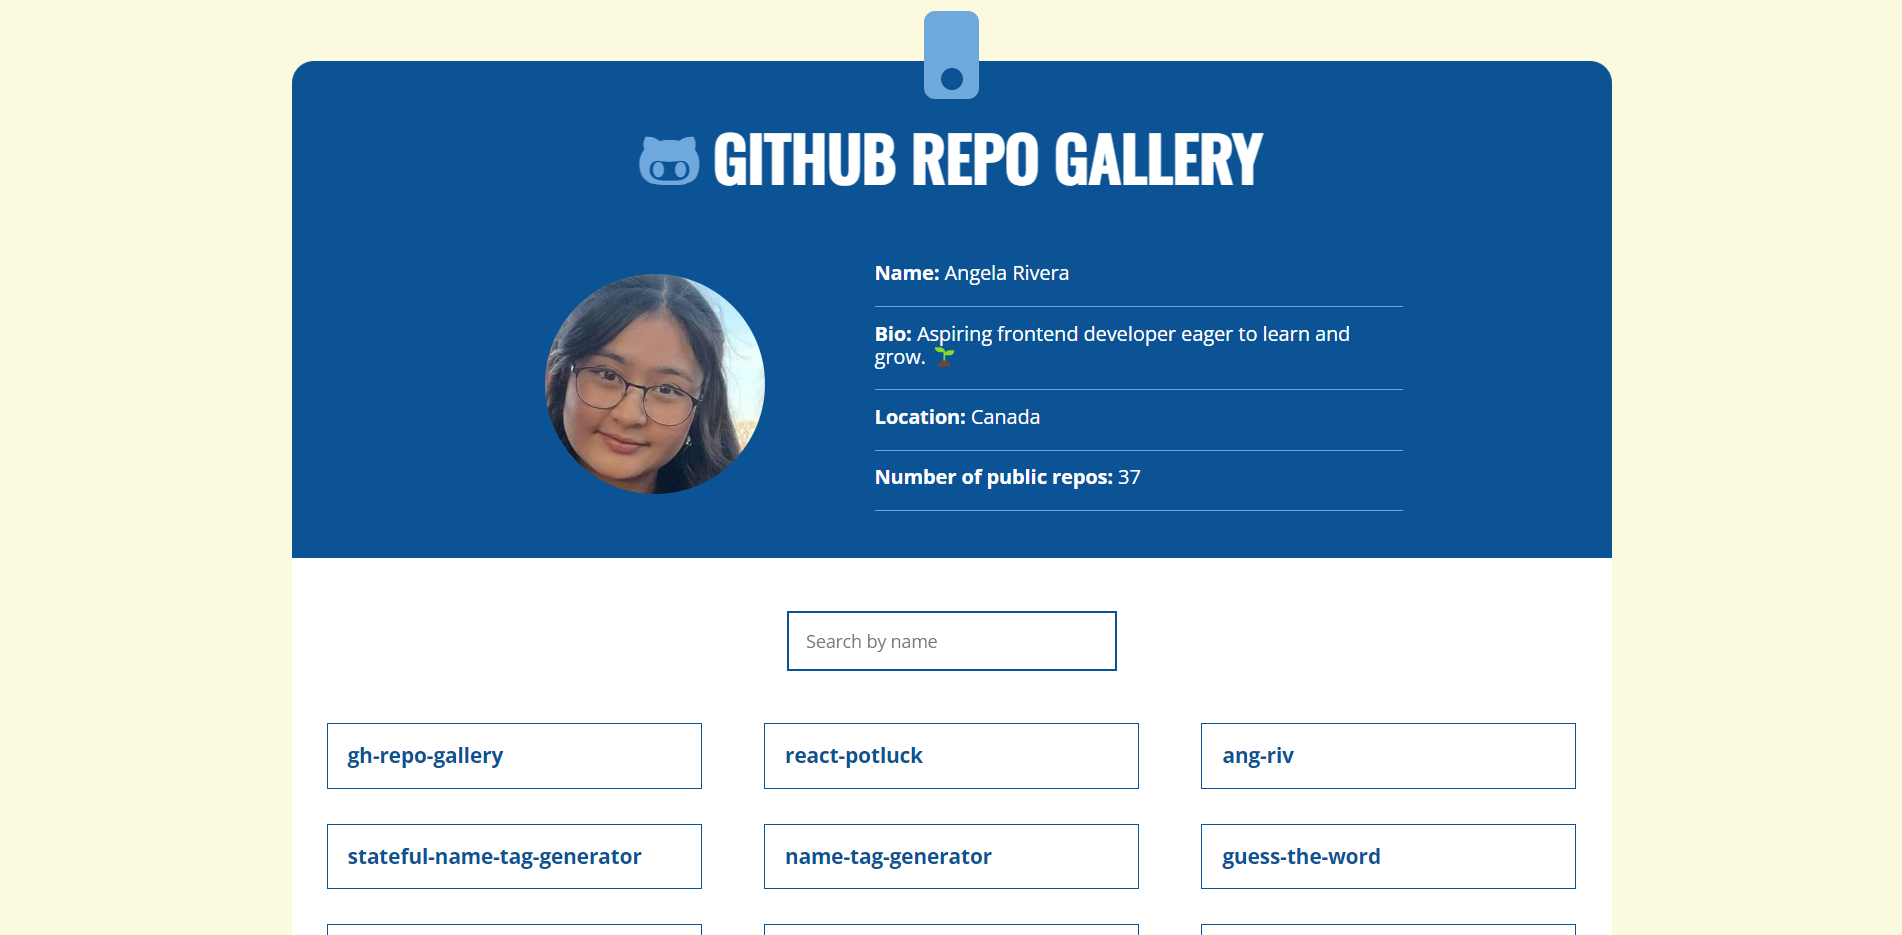 GITHUB REPO GALLERY
Name: Angela Rivera
Bio: Aspiring frontend developer eager to learn and
grow. 🌱
Location: Canada
Number of public repos: 37
Search by name
gh-repo-gallery
react-potluck
ang-riv
stateful-name-tag-generator
name-tag-generator
guess-the-word